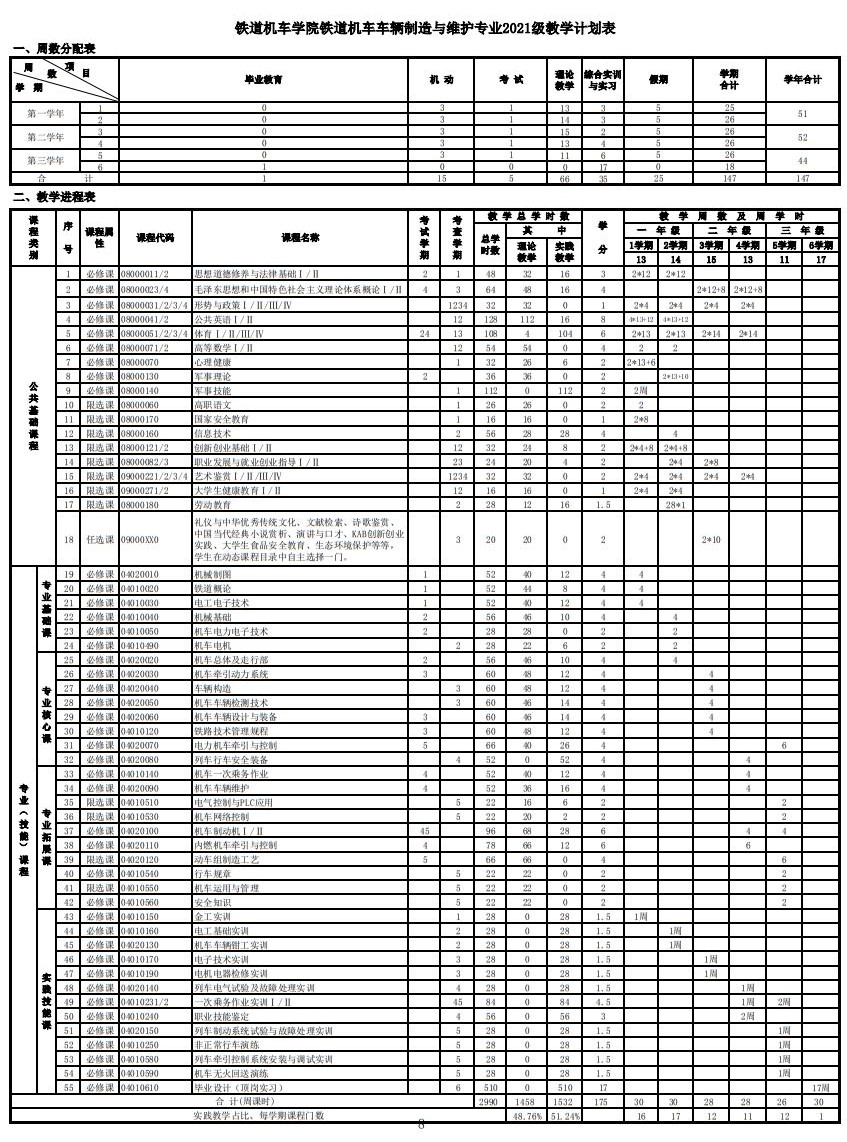 铁道机车学院铁道机车车辆制造与维护专业2021级教学计划表
一、周数分配表
周 数 项 目 学 期 毕业教育 机 动 考 试 理论教学 综合实训与实习 假期 学期合计 学年合计
第一学年 1 0 3 1 13 3 5 25 51
2 0 3 1 14 3 5 26
第二学年 3 0 3 1 15 2 5 26 52
4 0 3 1 13 4 5 26
第三学年 5 0 3 1 11 6 5 26 44
6 1 0 0 0 17 0 18
合 计 1 15 5 66 35 25 147 147
二、教学进程表
课程类别 序号 课程属性 课程代码 课程名称 考试学期 考查学期 教 学 总 学 时 数 学分 教 学 周 数 及 周 学 时
总学时数 其 中 一 年 级 二 年 级 三 年 级
理论教学 实践教学 1学期 2学期 3学期 4学期 5学期 6学期
13 14 15 13 11 17
公共基础课程
1 必修课 08000011/2 思想道德修养与法律基础Ⅰ/Ⅱ 2 1 48 32 16 3 2*12 2*12
2 必修课 08000023/4 毛泽东思想和中国特色社会主义理论体系概论Ⅰ/Ⅱ 4 3 64 48 16 4 2*12+8 2*12+8
3 必修课 08000031/2/3/4 形势与政策Ⅰ/Ⅱ/Ⅲ/Ⅳ 1234 32 32 0 1 2*4 2*4 2*4 2*4
4 必修课 08000041/2 公共英语Ⅰ/Ⅱ 12 128 112 16 8 4*13+12 4*13+12
5 必修课 08000051/2/3/4 体育Ⅰ/Ⅱ/Ⅲ/Ⅳ 24 13 108 4 104 6 2*13 2*13 2*14 2*14
6 必修课 08000071/2 高等数学Ⅰ/Ⅱ 12 54 54 0 4 2 2
7 必修课 08000070 心理健康 1 32 26 6 2 2*13+6
8 必修课 08000130 军事理论 2 36 36 0 2 2*13+10
9 必修课 08000140 军事技能 1 112 0 112 2 2周
10 限选课 08000060 高职语文 1 26 26 0 2 2
11 限选课 08000170 国家安全教育 1 16 16 0 1 2*8
12 限选课 08000160 信息技术 2 56 28 28 4 4
13 限选课 08000121/2 创新创业基础Ⅰ/Ⅱ 12 32 24 8 2 2*4+8 2*4+8
14 限选课 08000082/3 职业发展与就业创业指导Ⅰ/Ⅱ 23 24 20 4 2 2*4 2*8
15 限选课 09000221/2/3/4 艺术鉴赏Ⅰ/Ⅱ/Ⅲ/Ⅳ 1234 32 32 0 2 2*4 2*4 2*4 2*4
16 限选课 09000271/2 大学生健康教育Ⅰ/Ⅱ 12 16 16 0 1 2*4 2*4
17 限选课 08000180 劳动教育 2 28 12 16 1.5 28*1
18 任选课 09000XX0 礼仪与中华优秀传统文化、文献检索、诗歌鉴赏、
中国当代经典小说赏析、演讲与口才、KAB创新创业
实践、大学生食品安全教育、生态环境保护等等,
学生在动态课程目录中自主选择一门。 3 20 20 0 2 2*10
专业（技能）课程
专业基础课
19 必修课 04020010 机械制图 1 52 40 12 4 4
20 必修课 04010020 铁道概论 1 52 44 8 4 4
21 必修课 04010030 电工电子技术 1 52 40 12 4 4
22 必修课 04010040 机械基础 2 56 46 10 4 4
23 必修课 04010050 机车电力电子技术 2 28 28 0 2 2
24 必修课 04010490 机车电机 2 28 22 6 2 2
专业核心课
25 必修课 04020020 机车总体及走行部 2 56 46 10 4 4
26 必修课 04020030 机车牵引动力系统 3 60 48 12 4 4
27 必修课 04020040 车辆构造 3 60 48 12 4 4
28 必修课 04020050 机车车辆检测技术 3 60 46 14 4 4
29 必修课 04020060 机车车辆设计与装备 3 60 46 14 4 4
30 必修课 04010120 铁路技术管理规程 3 60 48 12 4 4
31 必修课 04020070 电力机车牵引与控制 5 66 40 26 4 6
32 必修课 04020080 列车行车安全装备 4 52 0 52 4 4
专业拓展课
33 必修课 04010140 机车一次乘务作业 4 52 40 12 4 4
34 必修课 04020090 机车车辆维护 4 52 36 16 4 4
35 限选课 04010510 电气控制与PLC应用 5 22 16 6 2 2
36 限选课 04010530 机车网络控制 5 22 20 2 2 2
37 必修课 04020100 机车制动机Ⅰ/Ⅱ 45 96 68 28 6 4 4
38 必修课 04020110 内燃机车牵引与控制 4 78 66 12 6 6
39 限选课 04020120 动车组制造工艺 5 66 66 0 4 6
40 必修课 04010540 行车规章 5 22 22 0 2 2
41 限选课 04010550 机车运用与管理 5 22 22 0 2 2
42 必修课 04010560 安全知识 5 22 22 0 2 2
实践技能课
43 必修课 04010150 金工实训 1 28 0 28 1.5 1周
44 必修课 04010160 电工基础实训 2 28 0 28 1.5 1周
45 必修课 04020130 机车车辆钳工实训 2 28 0 28 1.5 1周
46 必修课 04010170 电子技术实训 3 28 0 28 1.5 1周
47 必修课 04010190 电机电器检修实训 3 28 0 28 1.5 1周
48 必修课 04020140 列车电气试验及故障处理实训 4 28 0 28 1.5 1周
49 必修课 04010231/2 一次乘务作业实训Ⅰ/Ⅱ 45 84 0 84 4.5 1周 2周
50 必修课 04010240 职业技能鉴定 4 56 0 56 3 2周
51 必修课 04020150 列车制动系统试验与故障处理实训 5 28 0 28 1.5 1周
52 必修课 04010250 非正常行车演练 5 28 0 28 1.5 1周
53 必修课 04010580 列车牵引控制系统安装与调试实训 5 28 0 28 1.5 1周
54 必修课 04010590 机车无火回送演练 5 28 0 28 1.5 1周
55 必修课 04010610 毕业设计（顶岗实习） 6 510 0 510 17 17周
合 计(周课时) 2990 1458 1532 175 30 30 28 28 26 30
实践教学占比、每学期课程门数 48.76% 51.24% 16 17 12 11 12 1
8